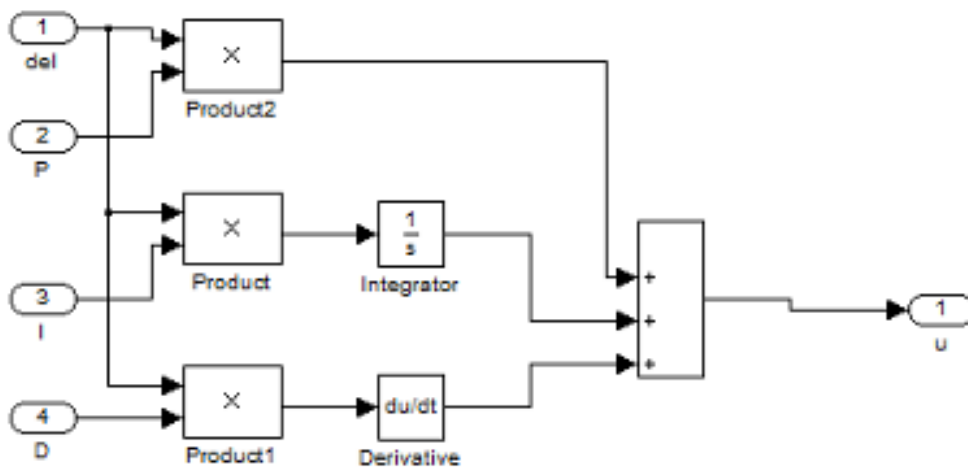 1
del
×
Product2
2
P
×
Product
1
s
Integrator
3
I
+
+
+
1
u
×
Product1
du/dt
Derivative
4
D